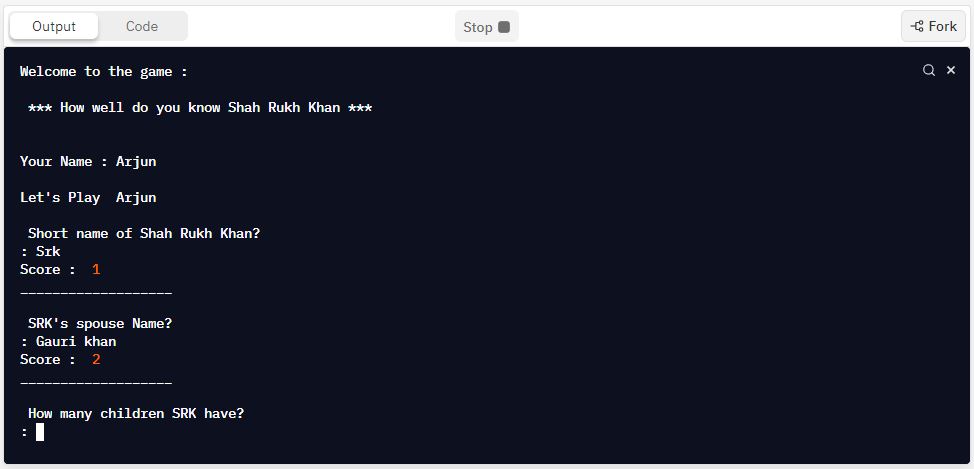 Output Code Stop Fork
Welcome to the game :
*** How well do you know Shah Rukh Khan ***
Your Name : Arjun
Let's Play  Arjun
Short name of Shah Rukh Khan?
: Srk
Score :  1
___________________
SRK's spouse Name?
: Gauri khan
Score :  2
___________________
How many children SRK have?
: